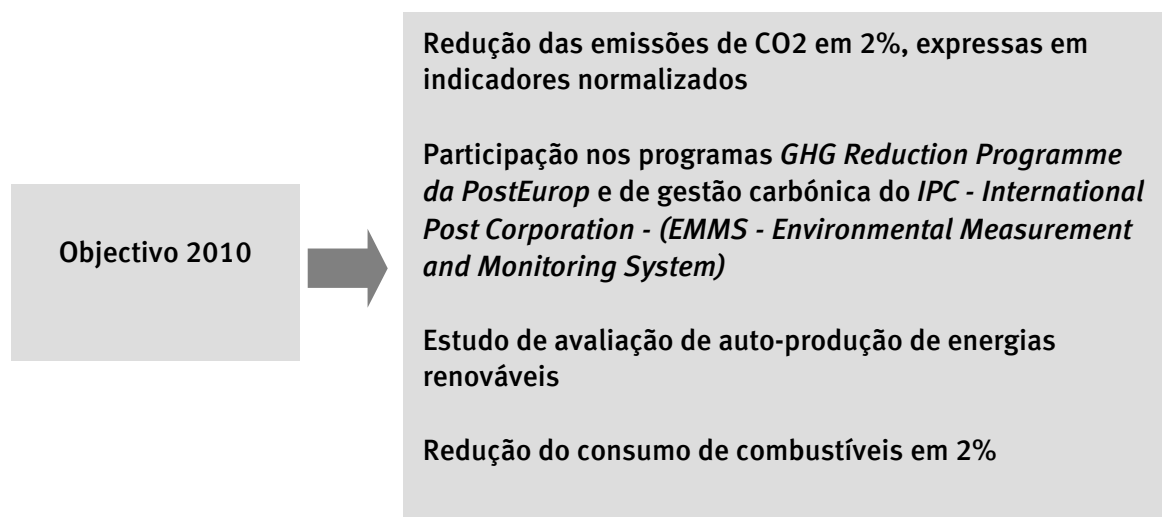 Objectivo 2010
Redução das emissões de CO2 em 2%, expressas em
indicadores normalizados
Participação nos programas GHG Reduction Programme
da PostEurop e de gestão carbónica do IPC - International
Post Corporation - (EMMS - Environmental Measurement
and Monitoring System)
Estudo de avaliação de auto-produção de energias
renováveis
Redução do consumo de combustíveis em 2%